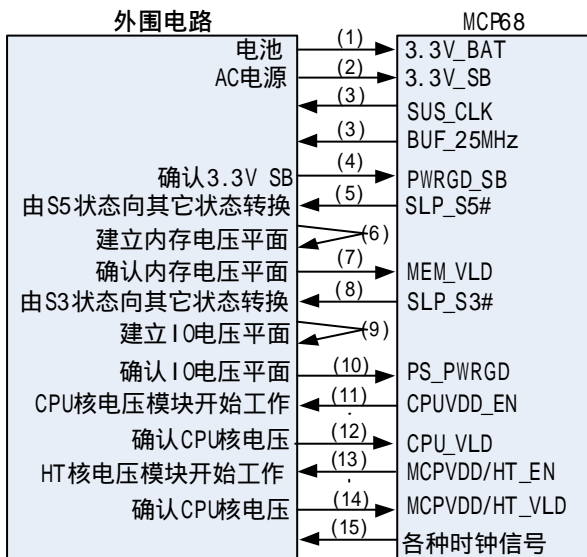 外围电路 MCP68
电池 (1) 3.3V_BAT
AC电源 (2) 3.3V_SB
(3) SUS_CLK
(3) BUF_25MHz
确认3.3V SB (4) PWRGD_SB
由S5状态向其它状态转换 (5) SLP_S5#
建立内存电压平面 (6)
确认内存电压平面 (7) MEM_VLD
由S3状态向其它状态转换 (8) SLP_S3#
建立IO电压平面 (9)
确认IO电压平面 (10) PS_PWRGD
CPU核电压模块开始工作 (11) CPUVDD_EN
确认CPU核电压 (12) CPU_VLD
HT核电压模块开始工作 (13) MCPVDD/HT_EN
确认CPU核电压 (14) MCPVDD/HT_VLD
(15) 各种时钟信号